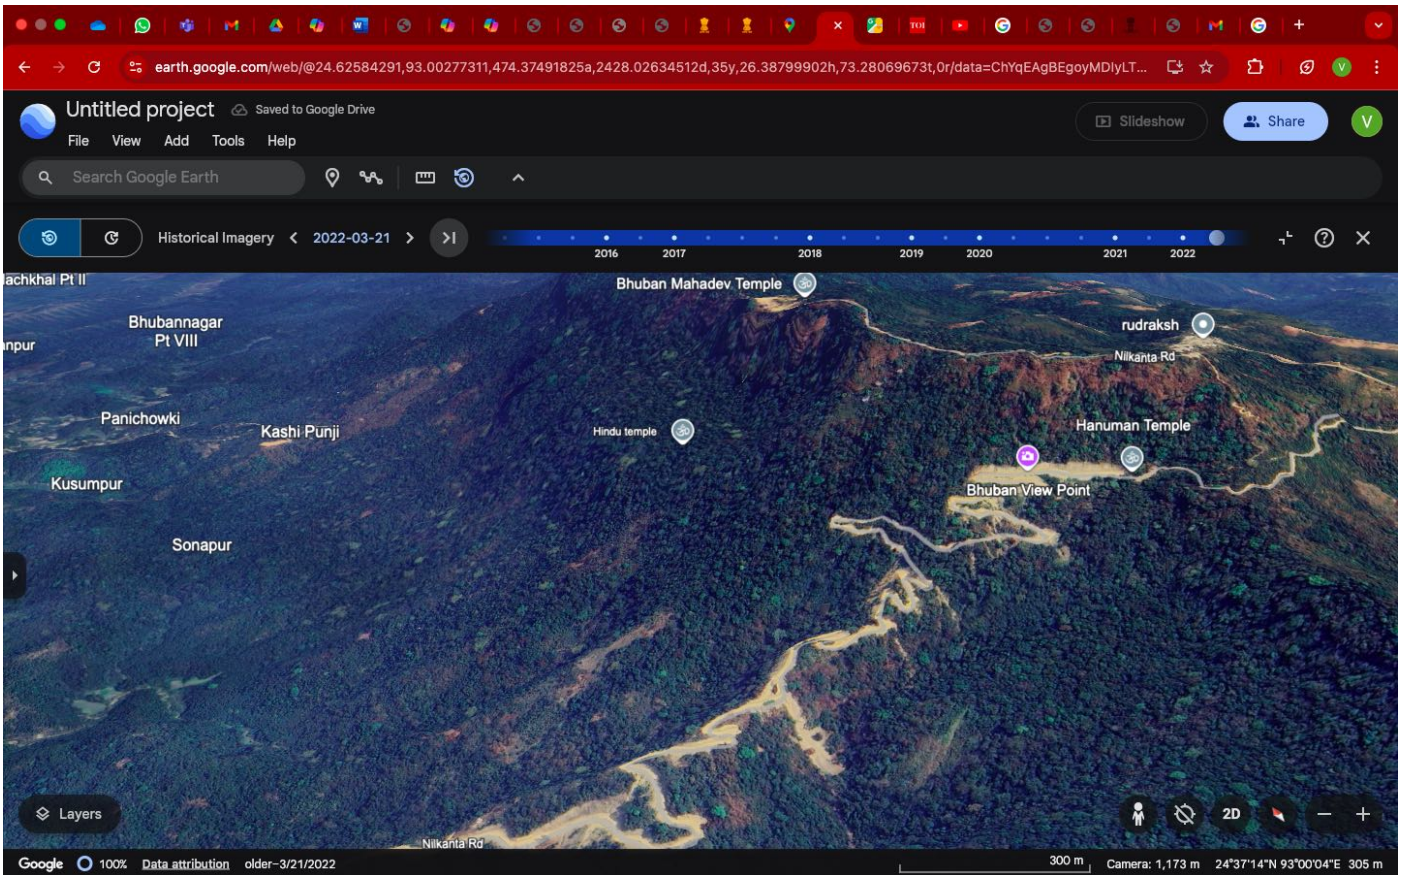 W
TOI
G
G
earth.google.com/web/@24.62584291,93.00277311,474.37491825a,2428.02634512d,35y,26.38799902h,73.28069673t,0r/data=ChYqEAgBEgoyMDIyLT...
V
Untitled project
Saved to Google Drive
Slideshow
Share
V
File View Add Tools Help
Search Google Earth
Historical Imagery
2022-03-21
2016 2017 2018 2019 2020 2021 2022
lachkhal Pt II
Bhuban Mahadev Temple
Bhubannagar
Pt VIII
rudraksh
npur
Nilkanta Rd
Panichowki
Kashi Punji
Hindu temple
Hanuman Temple
Kusumpur
Bhuban View Point
Sonapur
Layers
2D
Nilkanta Rd
Google 100% Data attribution older-3/21/2022
300 m
Camera: 1,173 m 24°37'14"N 93°00'04"E 305 m